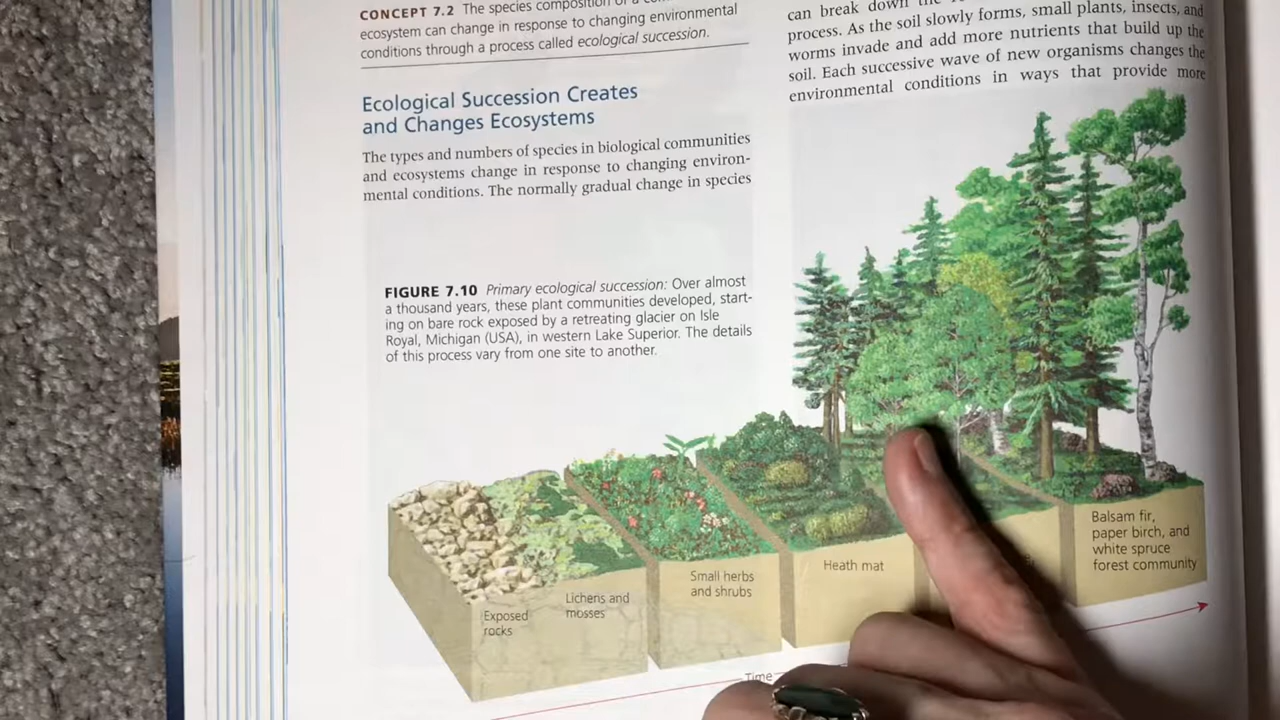 CONCEPT 7.2 The species composition of a
ecosystem can change in response to changing environmental
conditions through a process called ecological succession.
Ecological Succession Creates
and Changes Ecosystems
The types and numbers of species in biological communities
and ecosystems change in response to changing environ-
mental conditions. The normally gradual change in species
FIGURE 7.10 Primary ecological succession: Over almost
a thousand years, these plant communities developed, start-
ing on bare rock exposed by a retreating glacier on Isle
Royal, Michigan (USA), in western Lake Superior. The details
of this process vary from one site to another.
can break down the
process. As the soil slowly forms, small plants, insects, and
worms invade and add more nutrients that build up the
soil. Each successive wave of new organisms changes the
environmental conditions in ways that provide more
Exposed
rocks
Lichens and
mosses
Small herbs
and shrubs
Heath mat
Balsam fir,
paper birch, and
white spruce
forest community
Time